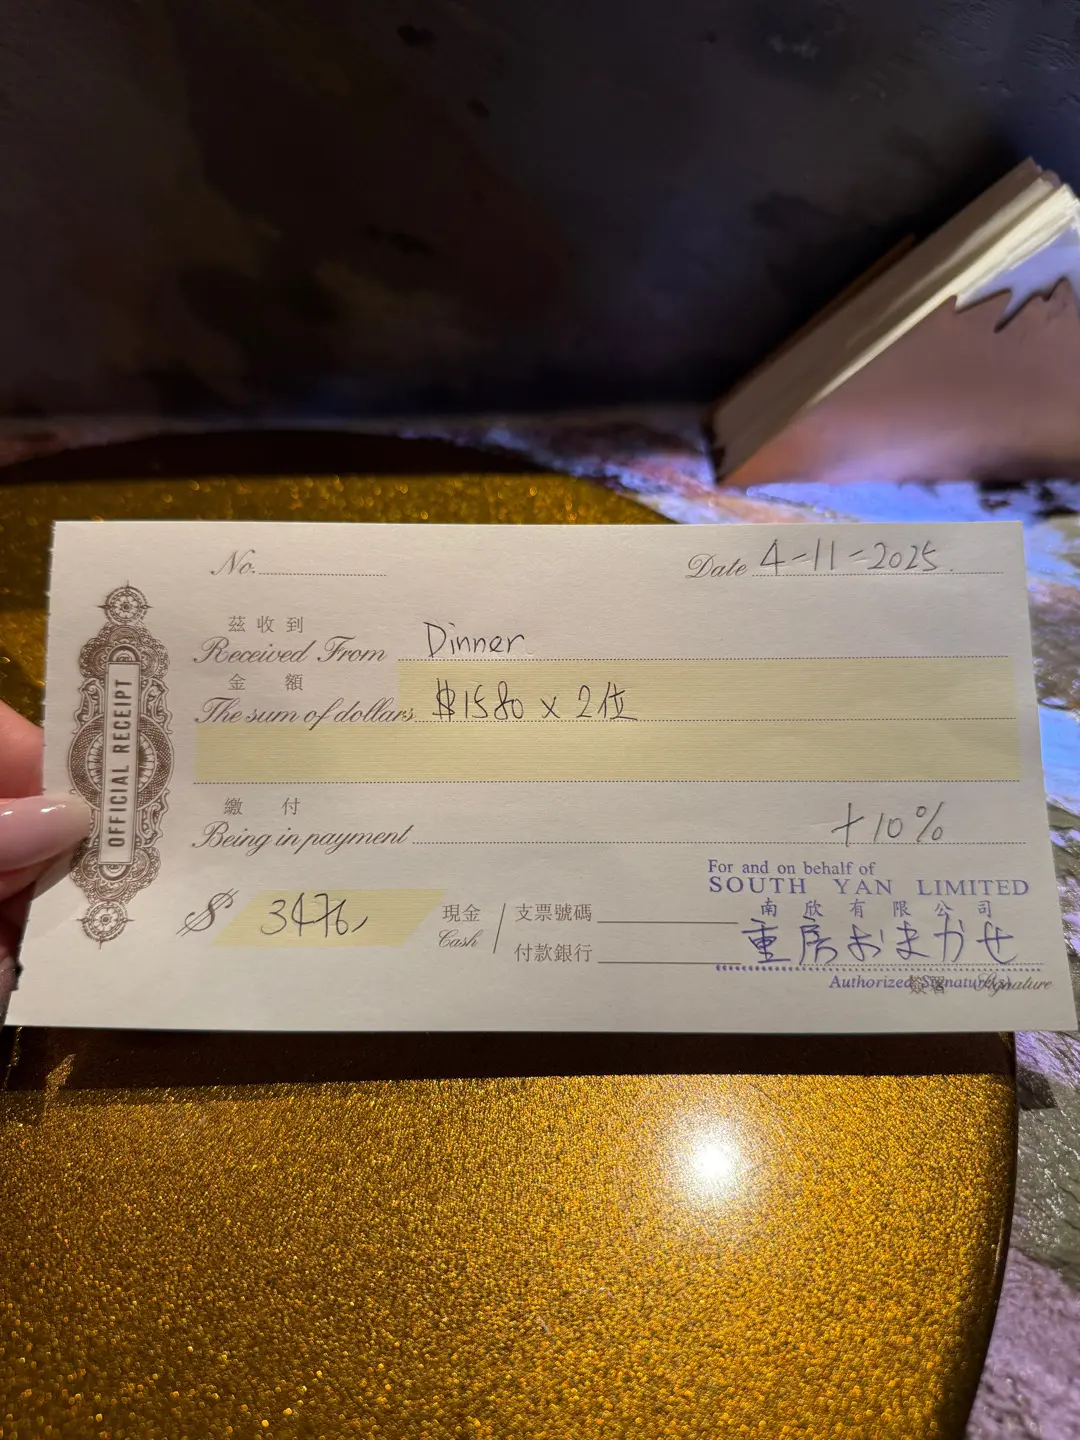 No.
Date 4-11-2025.
茲收到
Received From Dinner
金額
The sum of dollars $1580 x 2位
繳付
Being in payment
+10%
OFFICIAL RECEIPT
For and on behalf of
SOUTH YAN LIMITED
南欣有限公司
$ 3476
現金
Cash
支票號碼
付款銀行
重房おまかせ
Authorized Signature(s)
簽署 Signature